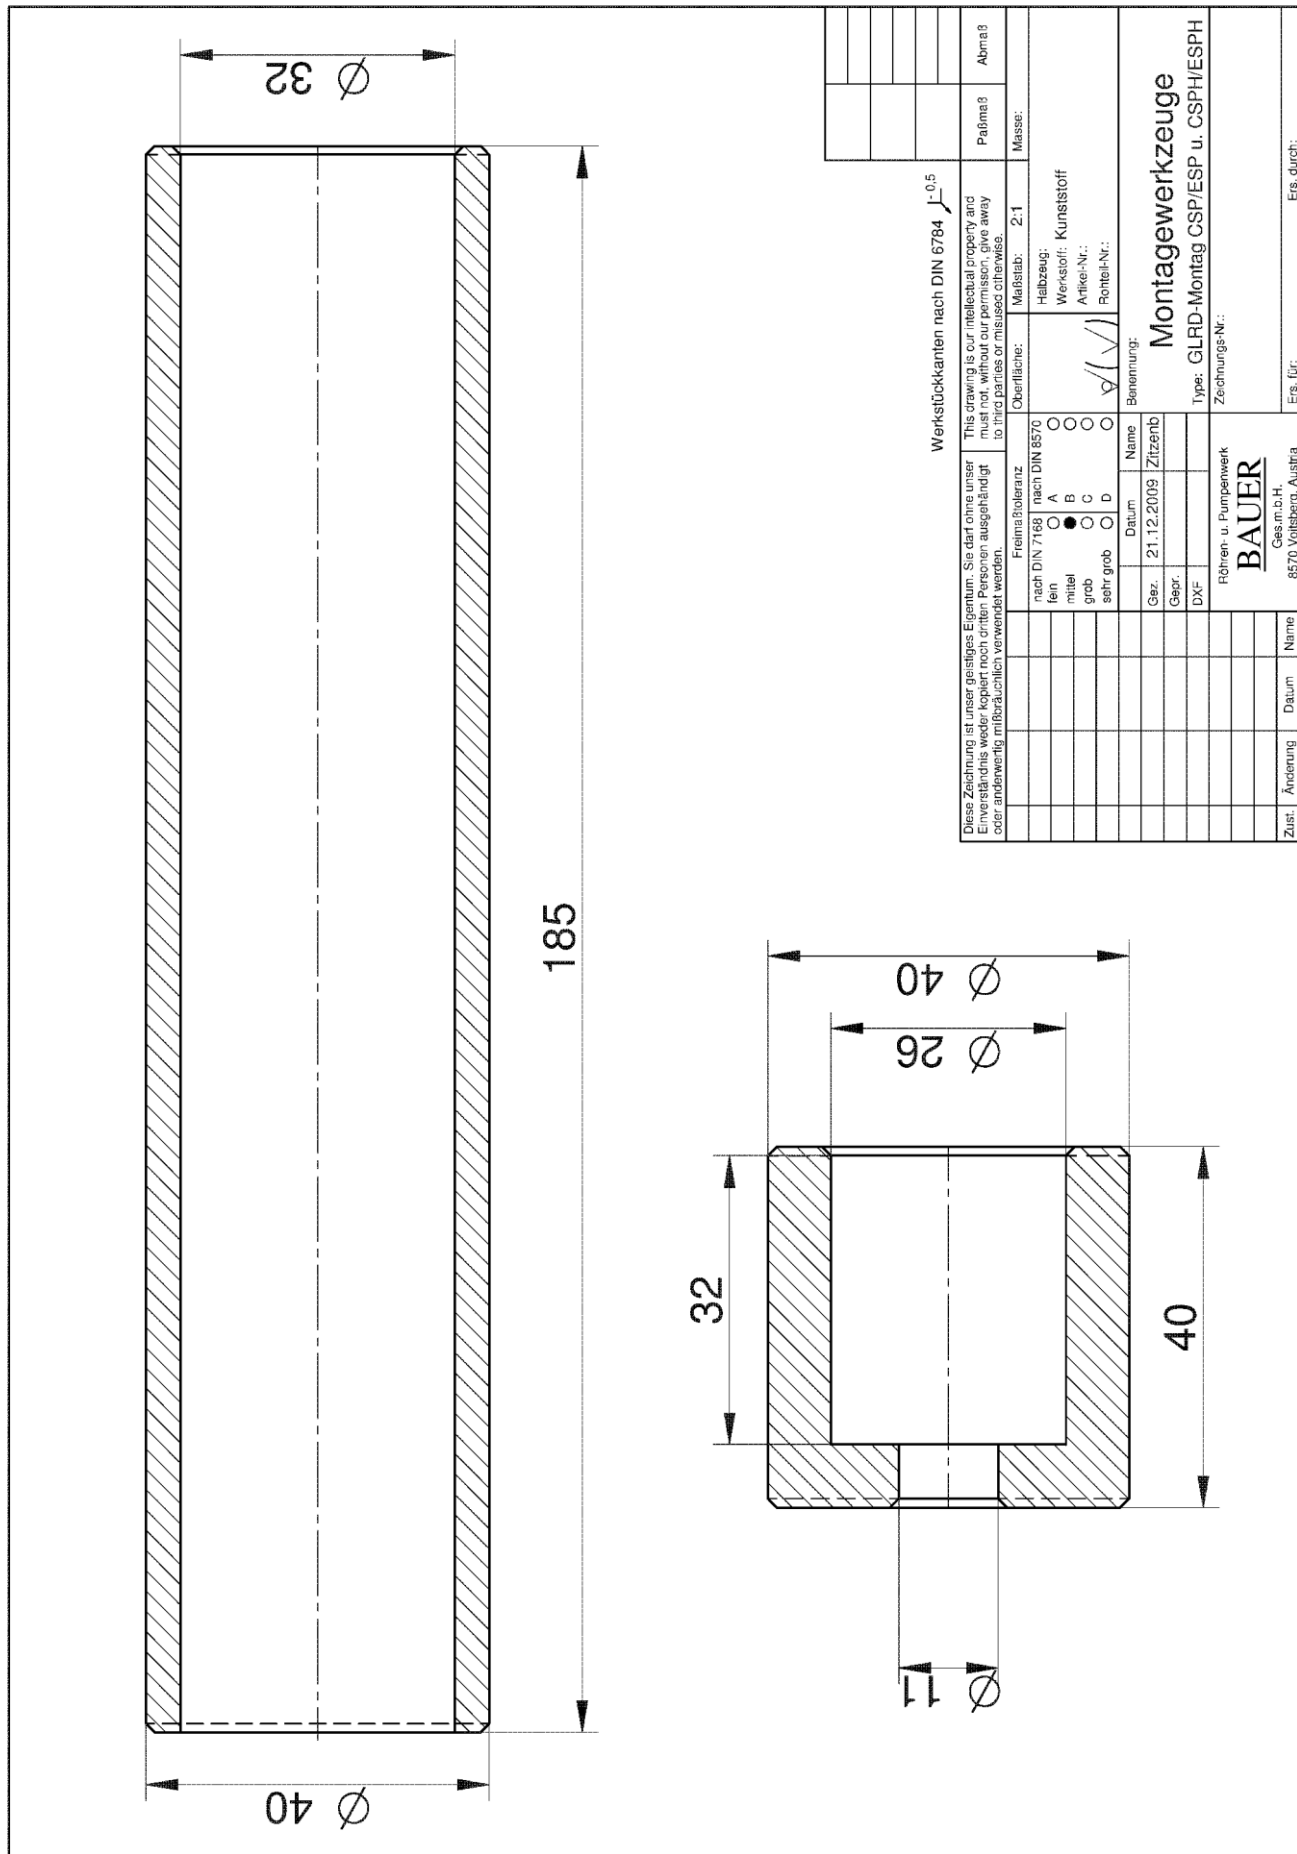 Ø 32
185
Ø 40
Ø 40
Ø 26
32
40
Ø 11
Werkstückkanten nach DIN 6784 -0,5
Diese Zeichnung ist unser geistiges Eigentum. Sie darf ohne unser
Einverständnis weder kopiert noch dritten Personen ausgehändigt
oder anderwertig mißbräuchlich verwendet werden.
This drawing is our intellectual property and
must not, without our permisson, give away
to third parties or misused otherwise.
Paßmaß
Abmaß
Freimaßtoleranz
nach DIN 7168
nach DIN 8570
fein
A
mittel
B
grob
C
sehr grob
D
Oberfläche:
Maßstab: 2:1
Masse:
Halbzeug:
Werkstoff: Kunststoff
Artikel-Nr.:
Rohteil-Nr.:
Datum
Name
Gez. 21.12.2009 Zitzenb
Gepr.
DXF
Benennung:
Montagewerkzeuge
Type: GLRD-Montag CSP/ESP u. CSPH/ESPH
Röhren- u. Pumpenwerk
BAUER
Ges.m.b.H.
8570 Voitsberg, Austria
Zeichnungs-Nr.:
Ers. für:
Ers. durch:
Zust. Änderung Datum Name